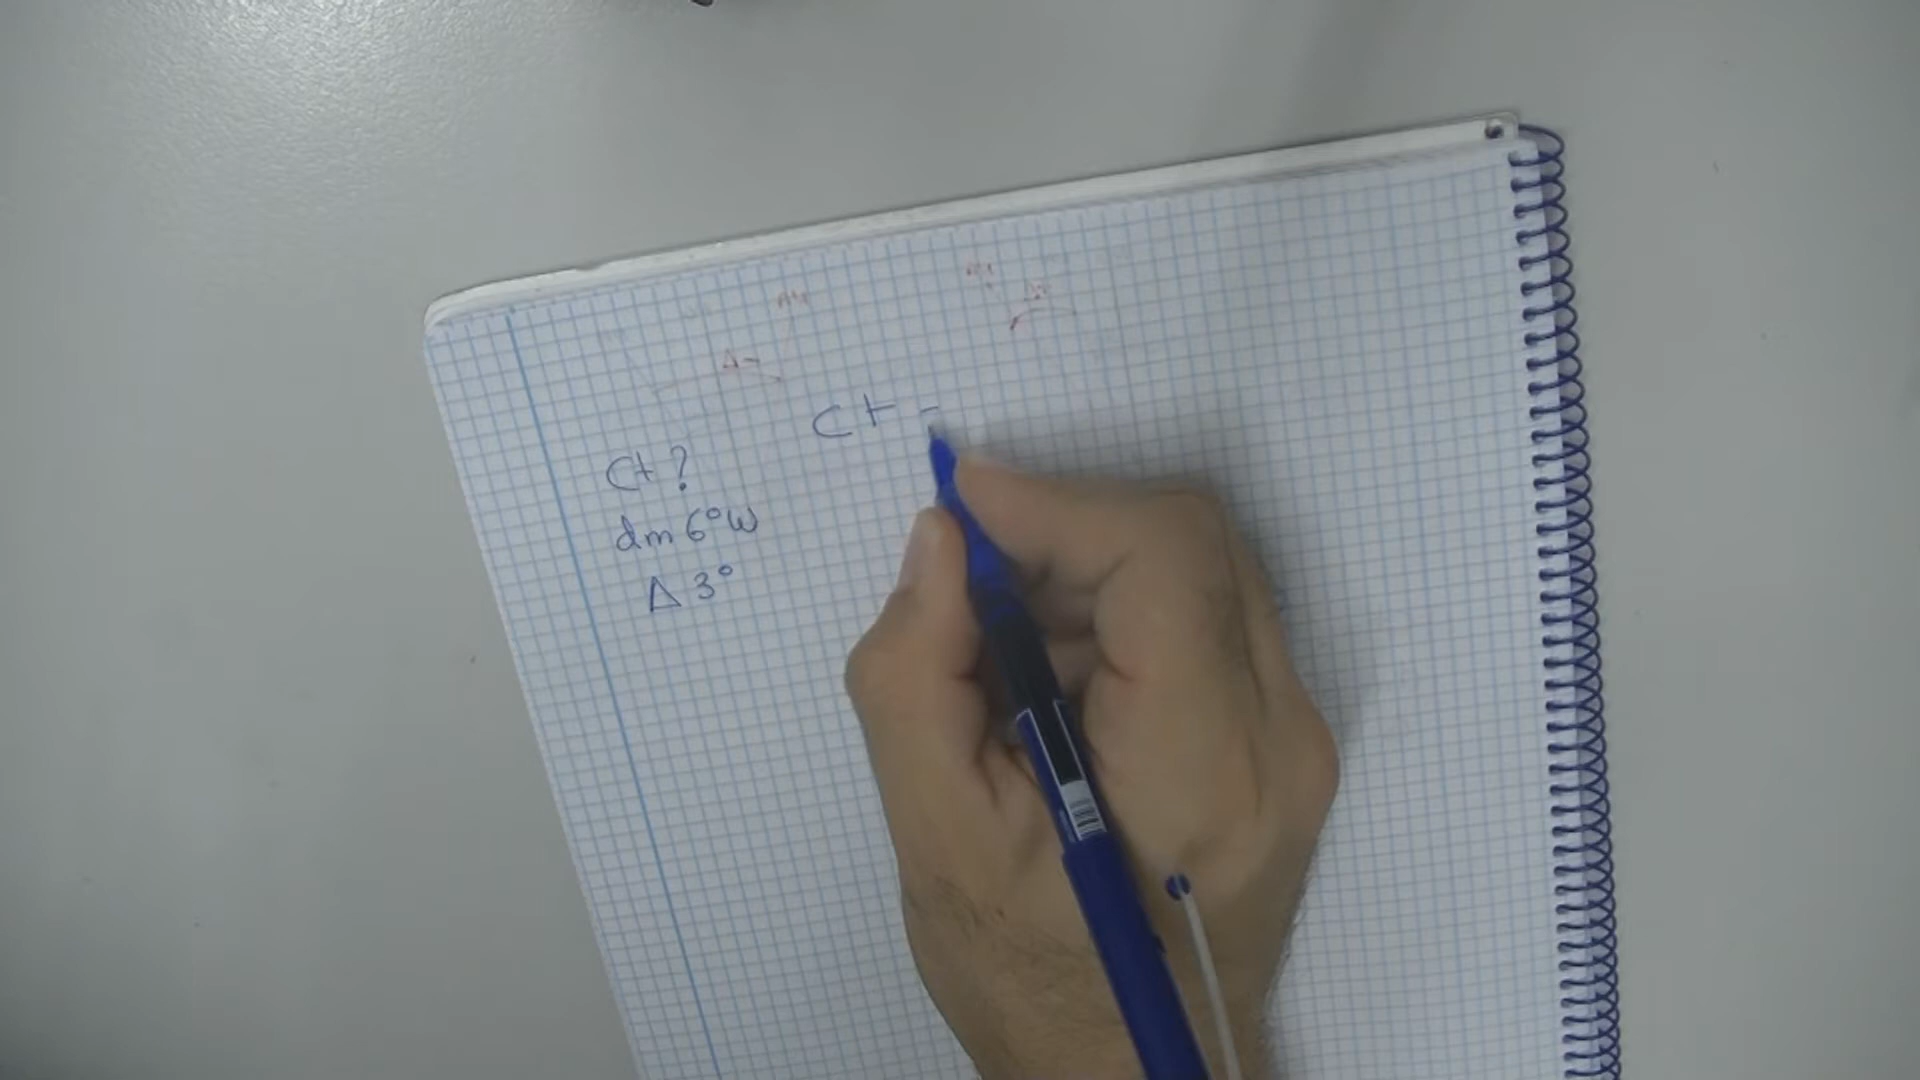 Ct =
Ct ?
dm 6° W
Δ 3°